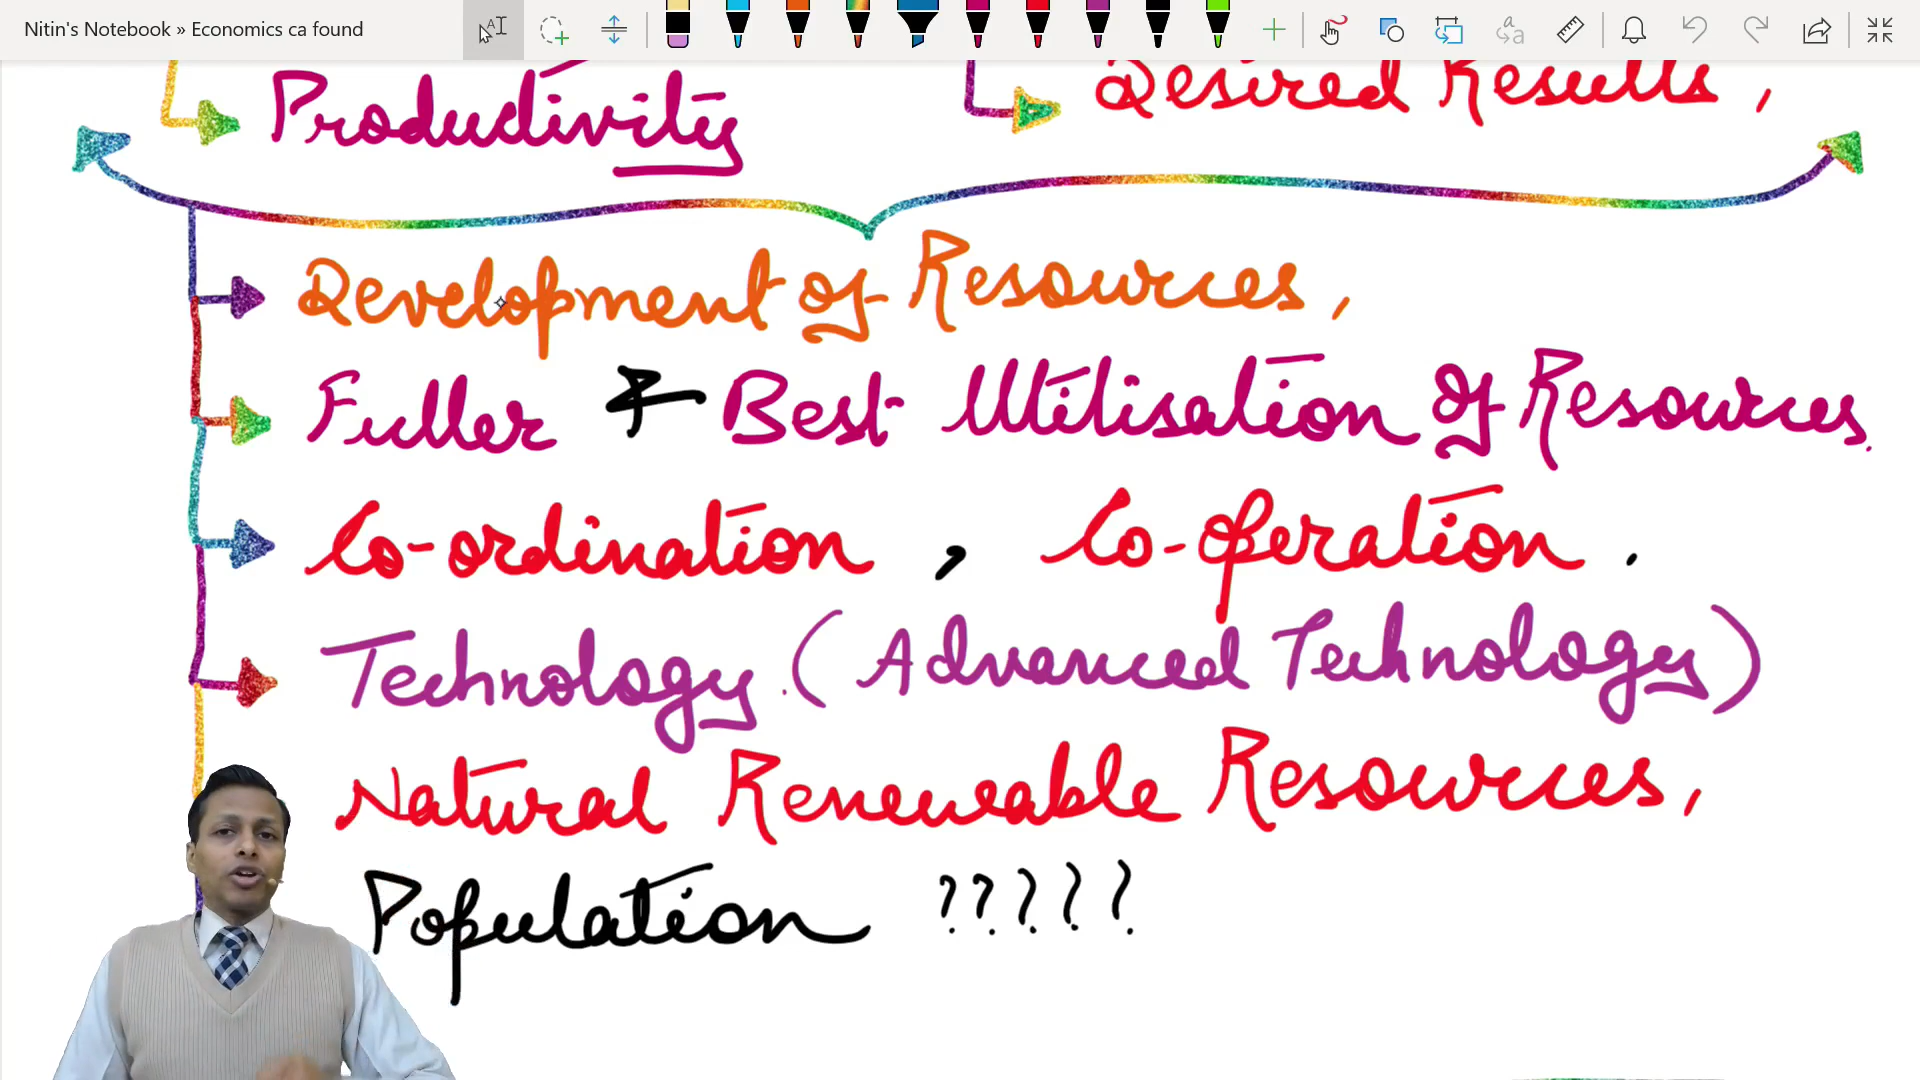 Nitin's Notebook » Economics ca found
Productivity
Desired Results,
Development of Resources,
Fuller & Best Utilisation of Resources.
Co-ordination , Co-operation .
Technology. (Advanced Technology)
Natural Renewable Resources,
Population ?????